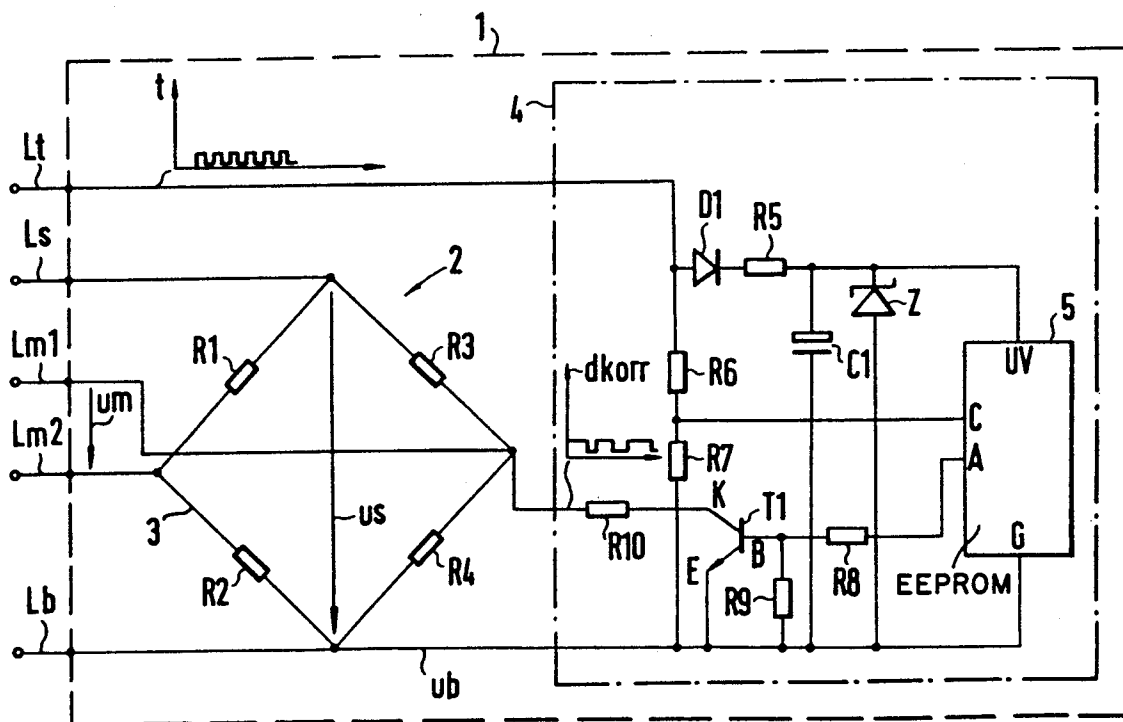 1
t
4
Lt
D1
R5
Ls
2
Z
5
Lm1
R1
R3
dkorr
R6
C1
UV
um
C
Lm2
R7
A
K
T1
3
us
R10
B
R8
G
R2
R4
E
R9
EEPROM
Lb
ub